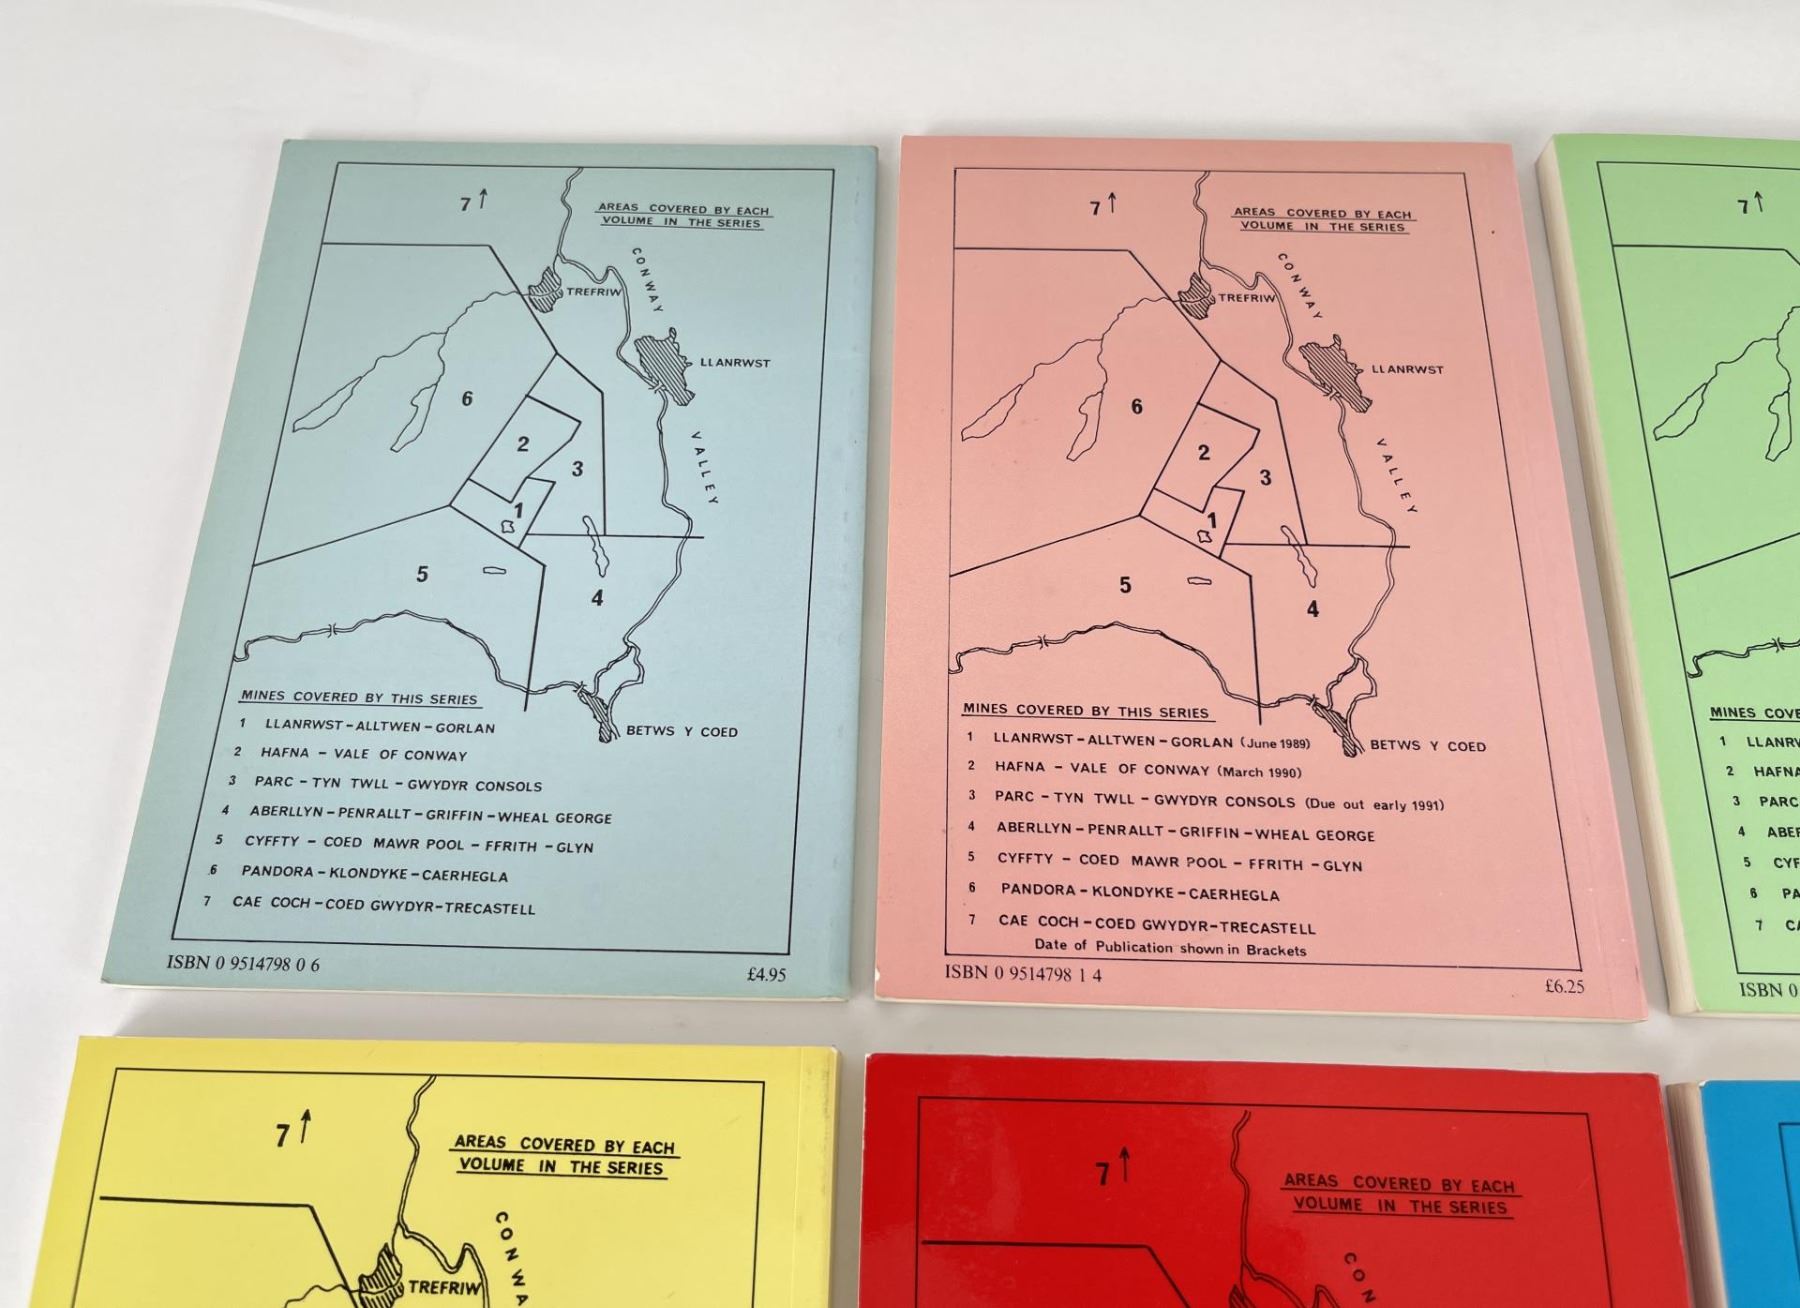 7
AREAS COVERED BY EACH
VOLUME IN THE SERIES
CONWAY
TREFRIW
LLANRWST
6
2
3
VALLEY
1
5
4
MINES COVERED BY THIS SERIES
1 LLANRWST - ALLTWEN - GORLAN
BETWS Y COED
2 HAFNA - VALE OF CONWAY
3 PARC - TYN TWLL - GWYDYR CONSOLS
4 ABERLLYN - PENRALLT - GRIFFIN - WHEAL GEORGE
5 CYFFTY - COED MAWR POOL - FFRITH - GLYN
6 PANDORA - KLONDYKE - CAERHEGLA
7 CAE COCH - COED GWYDYR - TRECASTELL
ISBN 0 9514798 0 6
£4.95
7
AREAS COVERED BY EACH
VOLUME IN THE SERIES
CONWAY
TREFRIW
LLANRWST
6
2
3
VALLEY
1
5
4
MINES COVERED BY THIS SERIES
1 LLANRWST - ALLTWEN - GORLAN (June 1989)
BETWS Y COED
2 HAFNA - VALE OF CONWAY (March 1990)
3 PARC - TYN TWLL - GWYDYR CONSOLS (Due out early 1991)
4 ABERLLYN - PENRALLT - GRIFFIN - WHEAL GEORGE
5 CYFFTY - COED MAWR POOL - FFRITH - GLYN
6 PANDORA - KLONDYKE - CAERHEGLA
7 CAE COCH - COED GWYDYR - TRECASTELL
Date of Publication shown in Brackets
ISBN 0 9514798 1 4
£6.25
7
MINES COVE
1 LLANRW
2 HAFNA
3 PARC
4 ABER
5 CYF
6 PA
7 CA
ISBN 0
7
AREAS COVERED BY EACH
VOLUME IN THE SERIES
CONWA
TREFRIW
7
AREAS COVERED BY EACH
VOLUME IN THE SERIES
CON